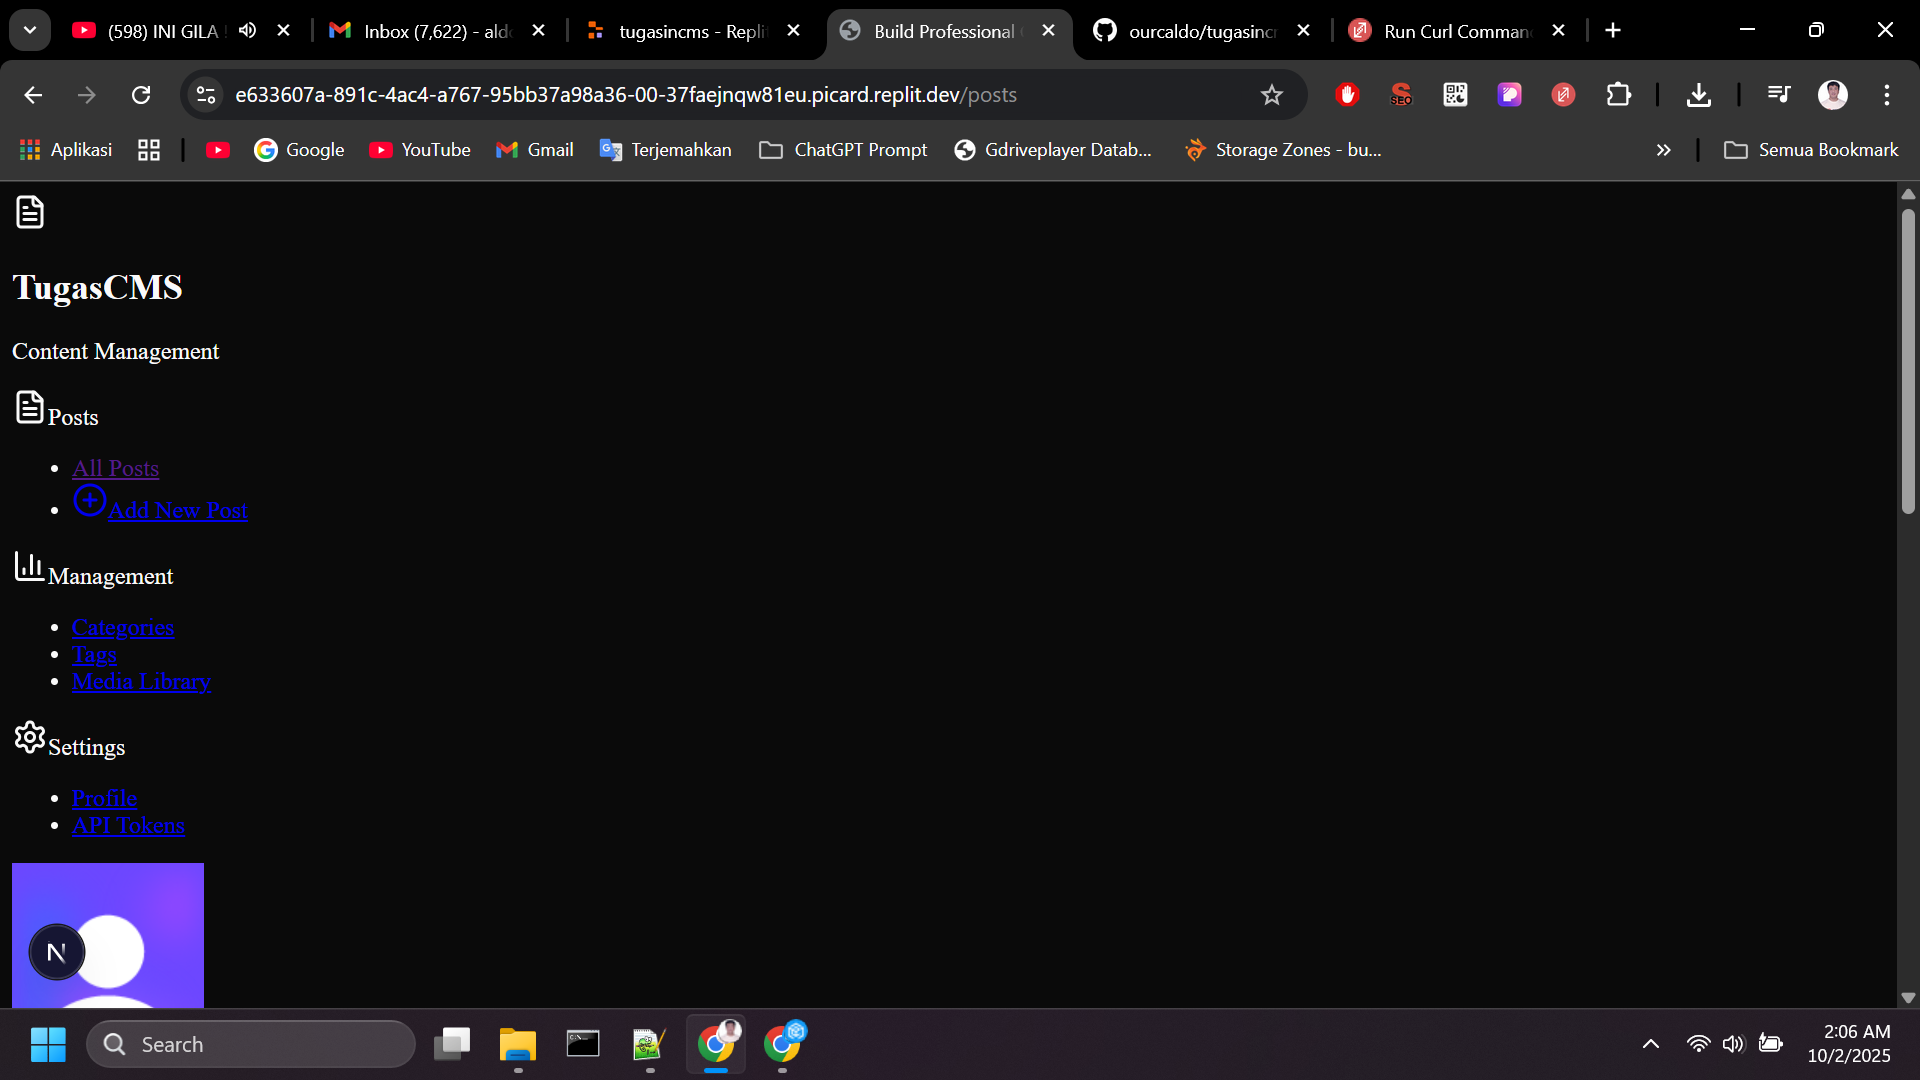 (598) INI GILA
Inbox (7,622) - aldo
tugasincms - Repli
Build Professional
ourcaldo/tugasinc
Run Curl Comman
e633607a-891c-4ac4-a767-95bb37a98a36-00-37faejnqw81eu.picard.replit.dev/posts
SEO
Aplikasi
Google
YouTube
Gmail
Terjemahkan
ChatGPT Prompt
Gdriveplayer Datab...
Storage Zones - bu...
Semua Bookmark
TugasCMS
Content Management
Posts
All Posts
Add New Post
Management
Categories
Tags
Media Library
Settings
Profile
API Tokens
N
Search
2:06 AM
10/2/2025